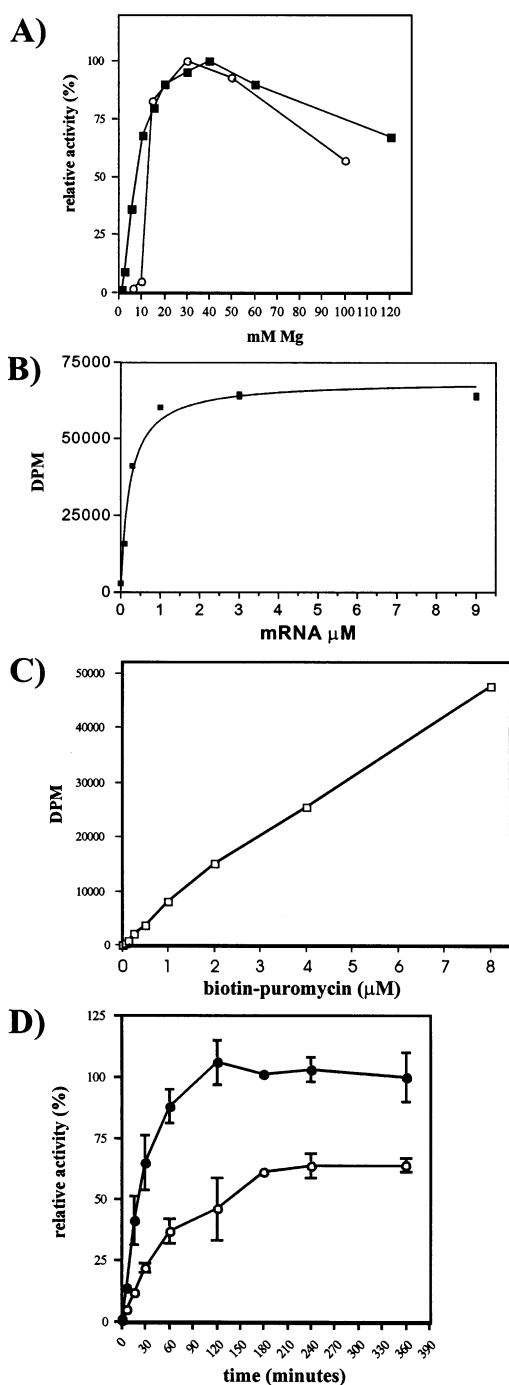 A)
relative activity (%)
100
75
50
25
0
0 10 20 30 40 50 60 70 80 90 100 110 120
mM Mg
B)
DPM
75000
50000
25000
0
0 1 2 3 4 5 6 7 8 9
mRNA μM
C)
DPM
50000
40000
30000
20000
10000
0
0 1 2 3 4 5 6 7 8
biotin-puromycin (μM)
D)
relative activity (%)
125
100
75
50
25
0
0 30 60 90 120 150 180 210 240 270 300 330 360 390
time (minutes)